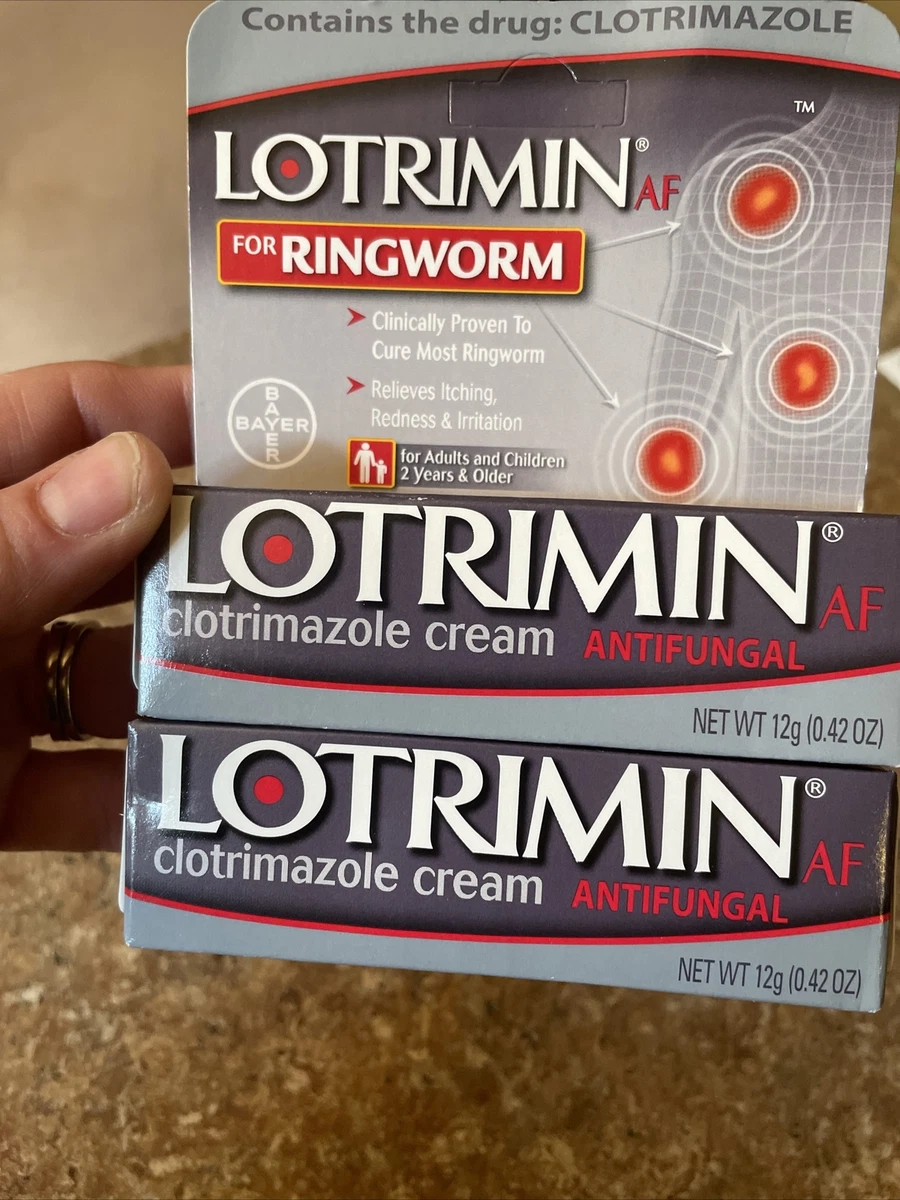 Contains the drug: CLOTRIMAZOLE
™
LOTRIMIN® AF
FOR RINGWORM
Clinically Proven To
Cure Most Ringworm
Relieves Itching,
Redness & Irritation
BAYER
BAYER
for Adults and Children
2 Years & Older
LOTRIMIN® AF
clotrimazole cream ANTIFUNGAL
NET WT 12g (0.42 OZ)
LOTRIMIN® AF
clotrimazole cream ANTIFUNGAL
NET WT 12g (0.42 OZ)